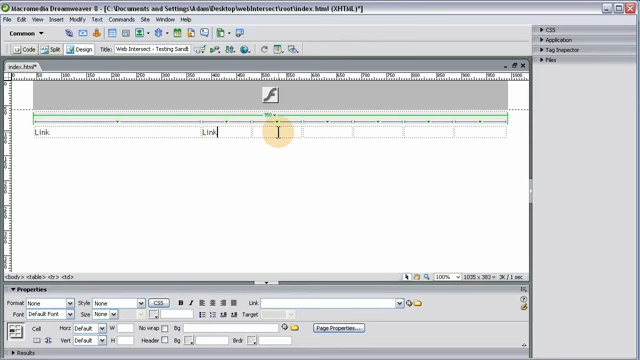 Macromedia Dreamweaver 8 - [C:\Documents and Settings\Adam\Desktop\webIntersect\root\index.html (XHTML)*]
File Edit View Insert Modify Text Commands Site Window Help
Common
Code Split Design Title: Web Intersect - Testing Sandb
index.html*
CSS
Application
Tag Inspector
Files
Link Link
<body> <table> <tr> <td> 100% 1035 x 383 3K / 1 sec
Properties
Format None Style None CSS B I Link
Font Default Font Size None
Cell Horz Default W No wrap Bg Page Properties...
Vert Default H Header Bg Brdr
Results